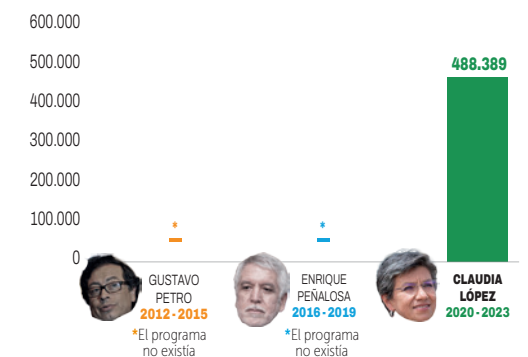 600.000
500.000
488.389
400.000
300.000
200.000
100.000
*
*
0
GUSTAVO
PETRO
2012 - 2015
*El programa
no existía
ENRIQUE
PEÑALOSA
2016 - 2019
*El programa
no existía
CLAUDIA
LÓPEZ
2020 - 2023